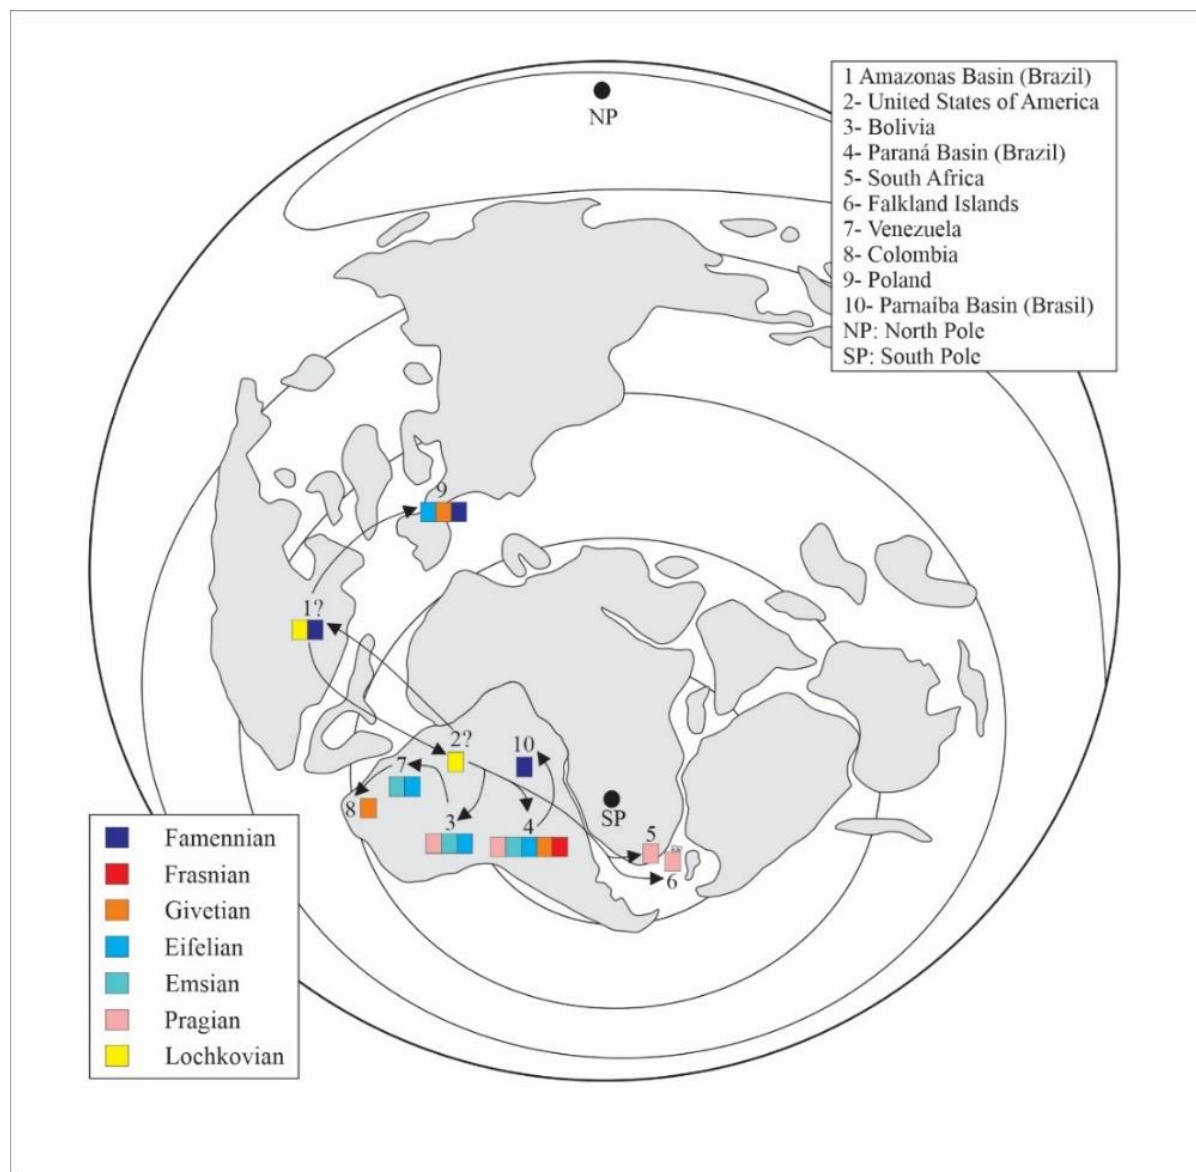 NP
1 Amazonas Basin (Brazil)
2- United States of America
3- Bolivia
4- Paraná Basin (Brazil)
5- South Africa
6- Falkland Islands
7- Venezuela
8- Colombia
9- Poland
10- Parnaíba Basin (Brasil)
NP: North Pole
SP: South Pole
9
1?
2?
10
7
8
3
4
SP
5
6
Famennian
Frasnian
Givetian
Eifelian
Emsian
Pragian
Lochkovian